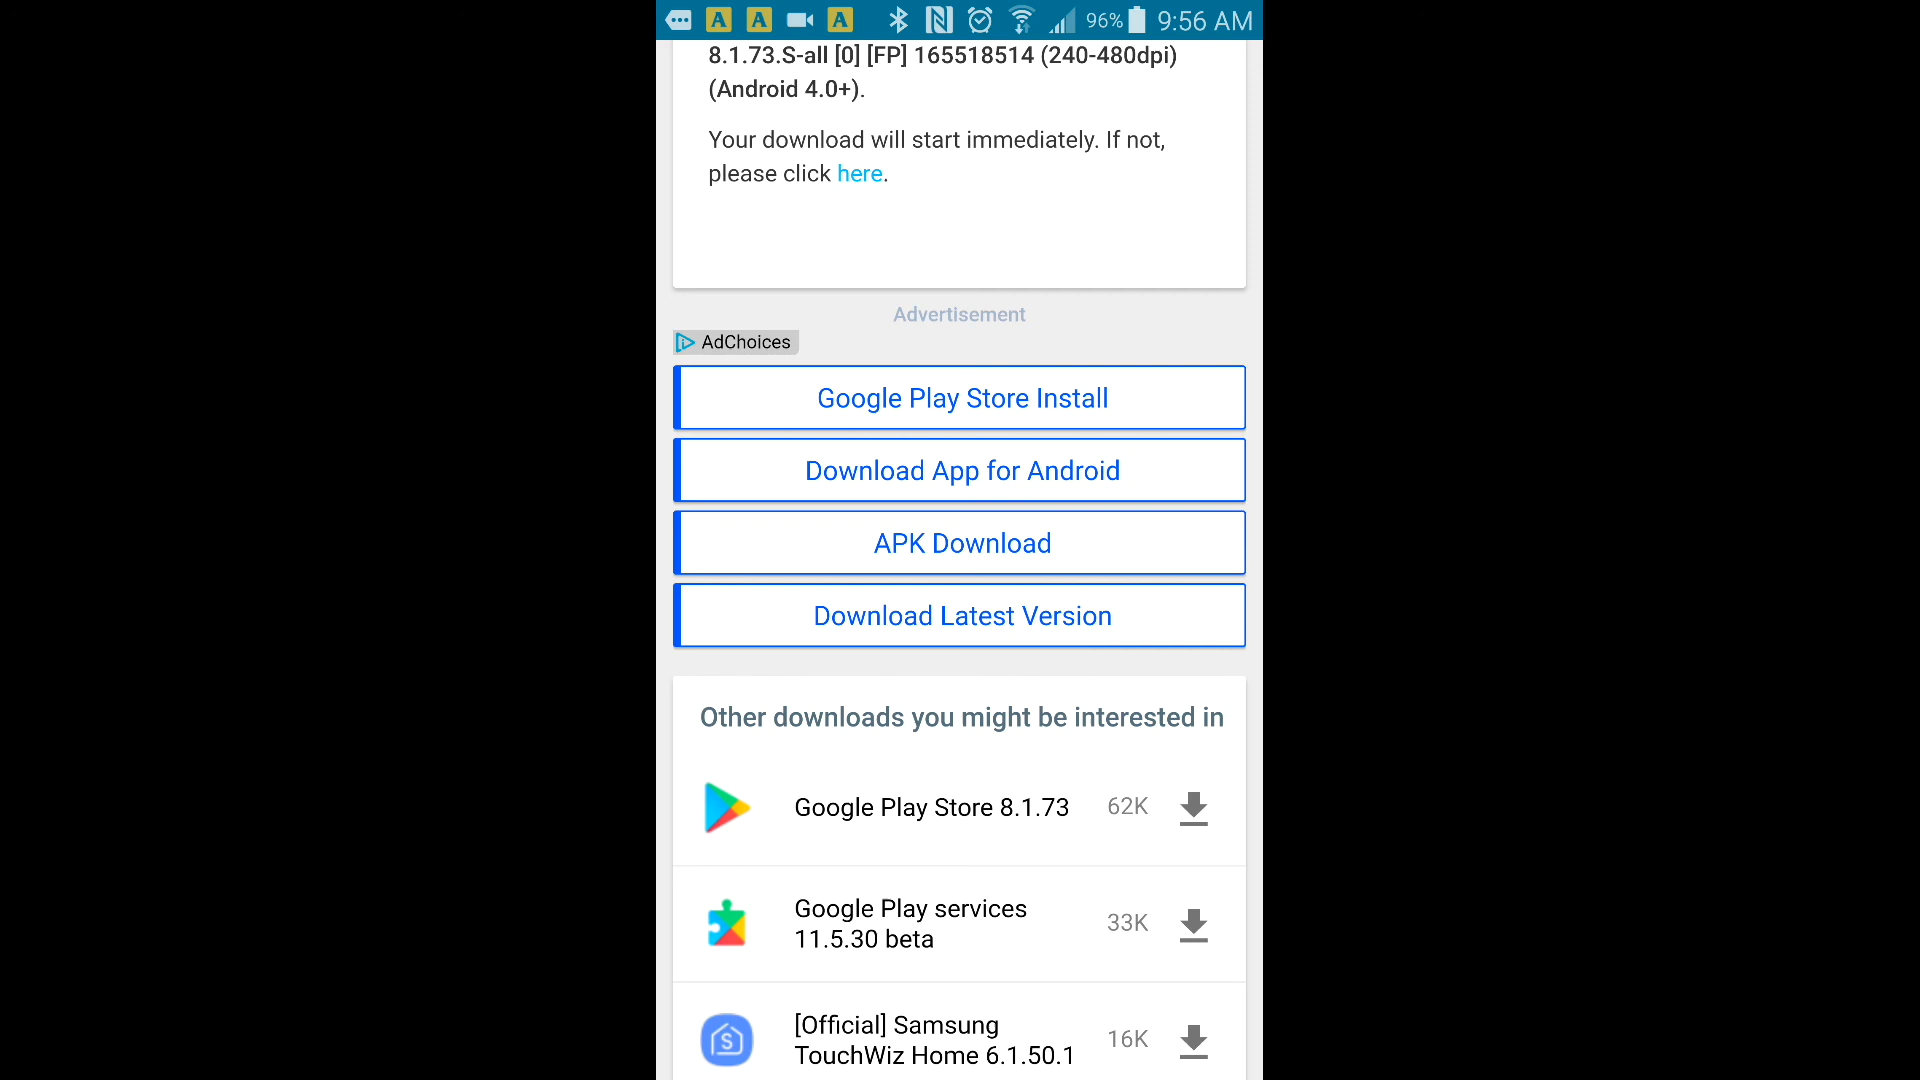 A A A 96% 9:56 AM
8.1.73.S-all [0] [FP] 165518514 (240-480dpi)
(Android 4.0+).
Your download will start immediately. If not,
please click here.
Advertisement
AdChoices
Google Play Store Install
Download App for Android
APK Download
Download Latest Version
Other downloads you might be interested in
Google Play Store 8.1.73 62K
Google Play services 33K
11.5.30 beta
[Official] Samsung 16K
TouchWiz Home 6.1.50.1